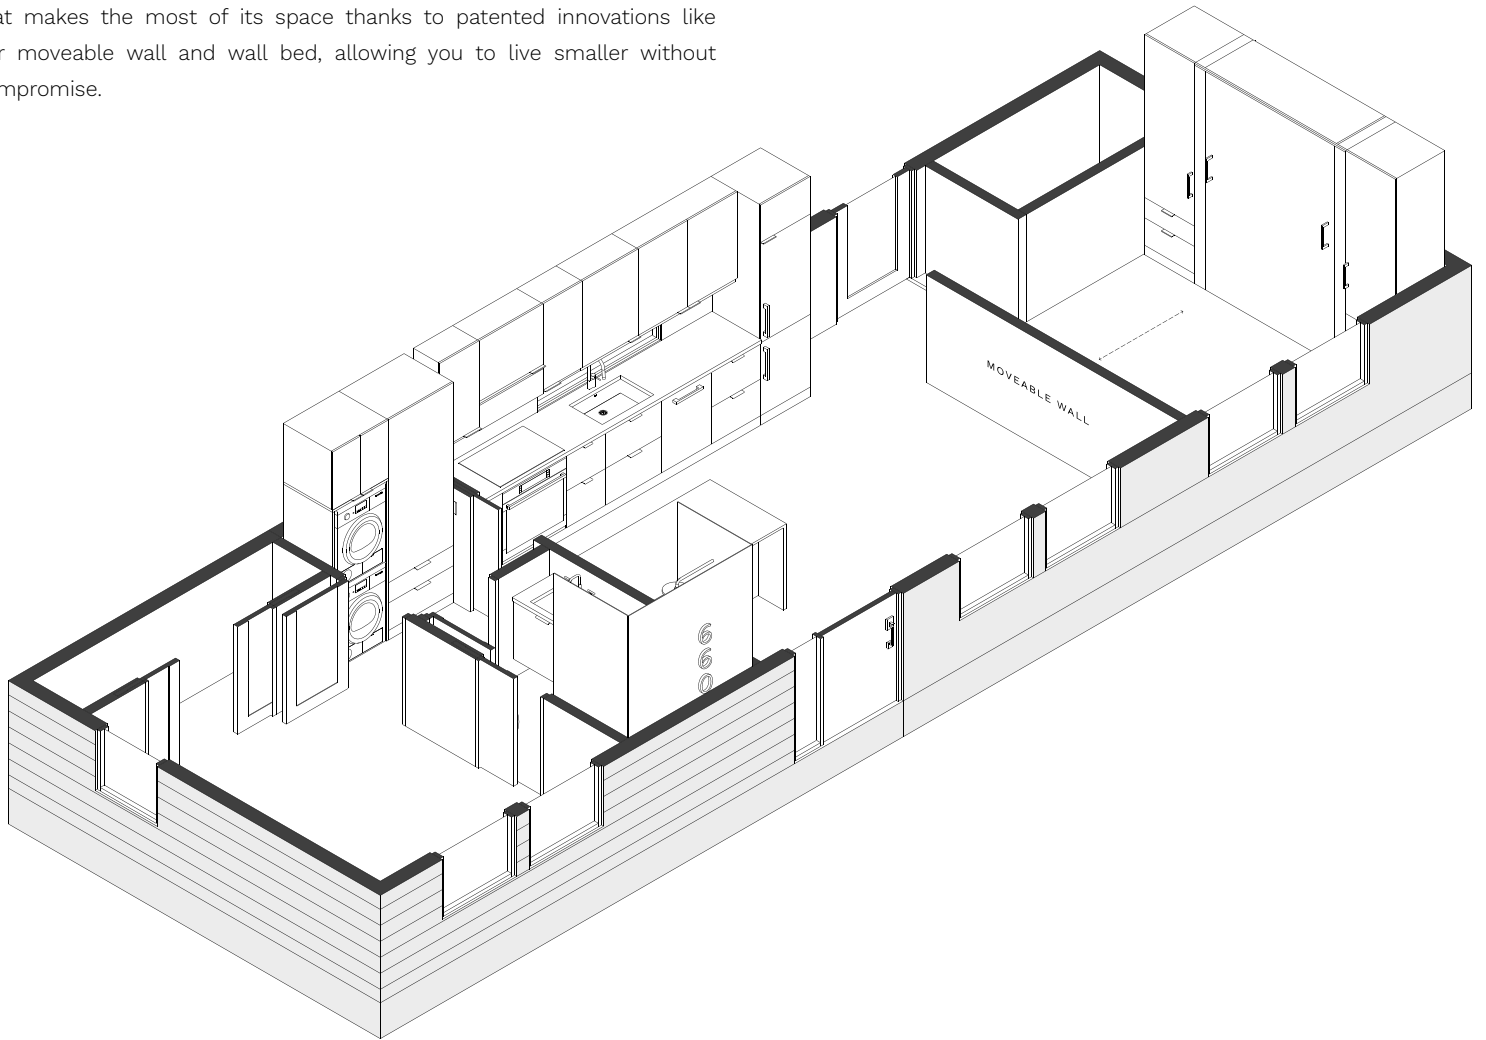 at makes the most of its space thanks to patented innovations like
r moveable wall and wall bed, allowing you to live smaller without
mpromise.
MOVEABLE WALL
660